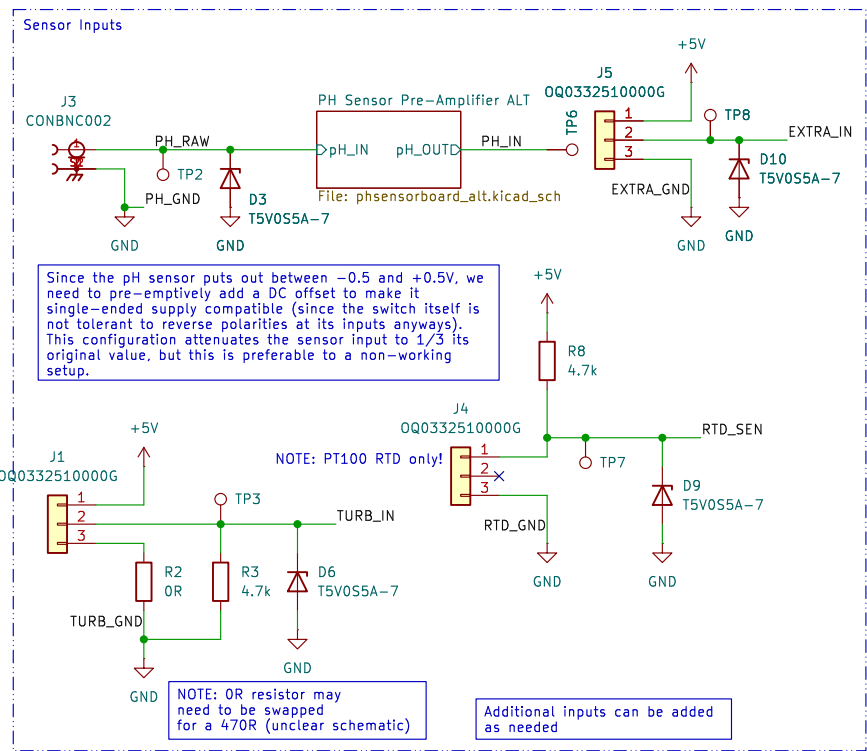 Sensor Inputs
J3
CONBNC002
1
PH_RAW
TP2
PH_GND
GND
D3
T5V0S5A-7
GND
PH Sensor Pre-Amplifier ALT
pH_IN
pH_OUT
File: phsensorboard_alt.kicad_sch
PH_IN
TP6
J5
OQ0332510000G
1
2
3
+5V
TP8
EXTRA_IN
EXTRA_GND
GND
D10
T5V0S5A-7
GND
Since the pH sensor puts out between -0.5 and +0.5V, we
need to pre-emptively add a DC offset to make it
single-ended supply compatible (since the switch itself is
not tolerant to reverse polarities at its inputs anyways).
This configuration attenuates the sensor input to 1/3 its
original value, but this is preferable to a non-working
setup.
+5V
R8
4.7k
J4
OQ0332510000G
NOTE: PT100 RTD only!
1
2
3
RTD_SEN
TP7
D9
T5V0S5A-7
RTD_GND
GND
GND
J1
OQ0332510000G
+5V
1
2
3
TP3
TURB_IN
R2
0R
R3
4.7k
D6
T5V0S5A-7
TURB_GND
GND
GND
NOTE: 0R resistor may
need to be swapped
for a 470R (unclear schematic)
Additional inputs can be added
as needed